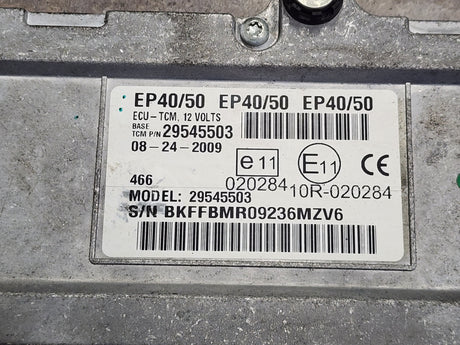 EP40/50 EP40/50 EP40/50
ECU-TCM, 12 VOLTS
BASE TCM P/N 29545503
08-24-2009
e 11 E11 CE
466 020284 10R-020284
MODEL: 29545503
S/N BKFFBMR09236MZV6